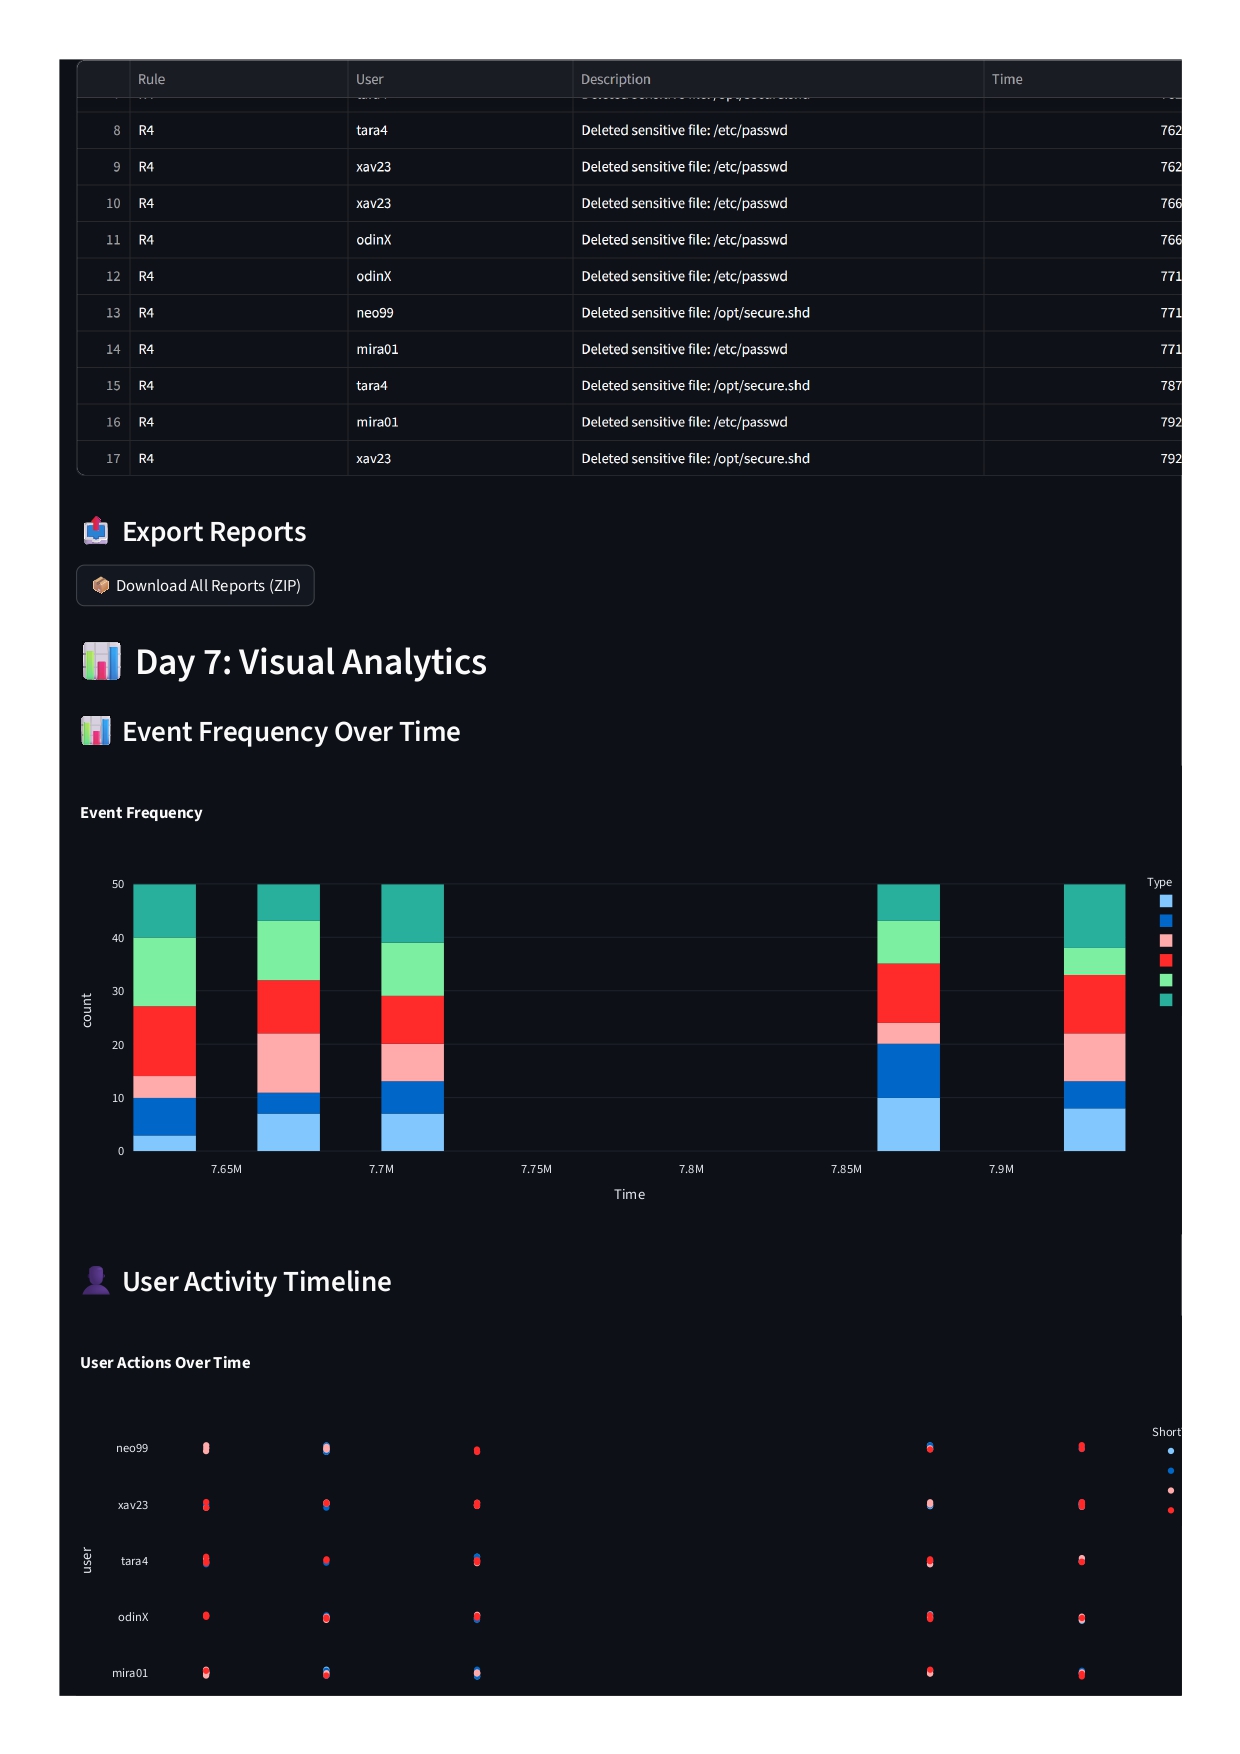 Rule User Description Time
8 R4 tara4 Deleted sensitive file: /etc/passwd 762
9 R4 xav23 Deleted sensitive file: /etc/passwd 762
10 R4 xav23 Deleted sensitive file: /etc/passwd 766
11 R4 odinX Deleted sensitive file: /etc/passwd 766
12 R4 odinX Deleted sensitive file: /etc/passwd 771
13 R4 neo99 Deleted sensitive file: /opt/secure.shd 771
14 R4 mira01 Deleted sensitive file: /etc/passwd 771
15 R4 tara4 Deleted sensitive file: /opt/secure.shd 787
16 R4 mira01 Deleted sensitive file: /etc/passwd 792
17 R4 xav23 Deleted sensitive file: /opt/secure.shd 792
Export Reports
Download All Reports (ZIP)
Day 7: Visual Analytics
Event Frequency Over Time
Event Frequency
Type
50
40
30
20
10
0
count
7.65M 7.7M 7.75M 7.8M 7.85M 7.9M
Time
User Activity Timeline
User Actions Over Time
Short
neo99
xav23
tara4
odinX
mira01
user